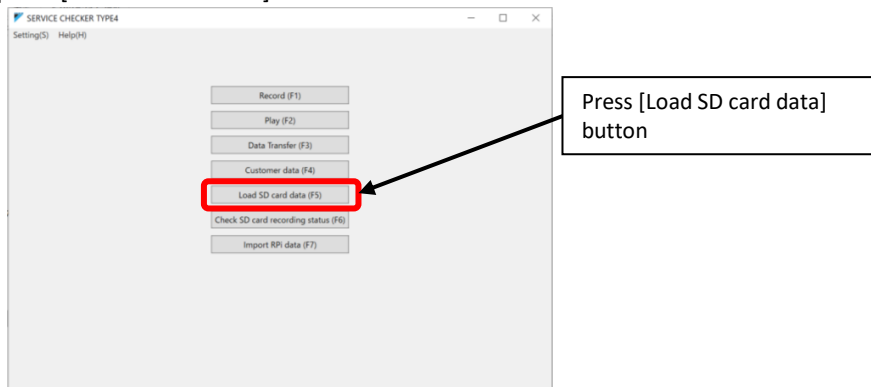 SERVICE CHECKER TYPE4
Setting(S) Help(H)
Record (F1)
Play (F2)
Data Transfer (F3)
Customer data (F4)
Load SD card data (F5)
Check SD card recording status (F6)
Import RPi data (F7)
Press [Load SD card data]
button